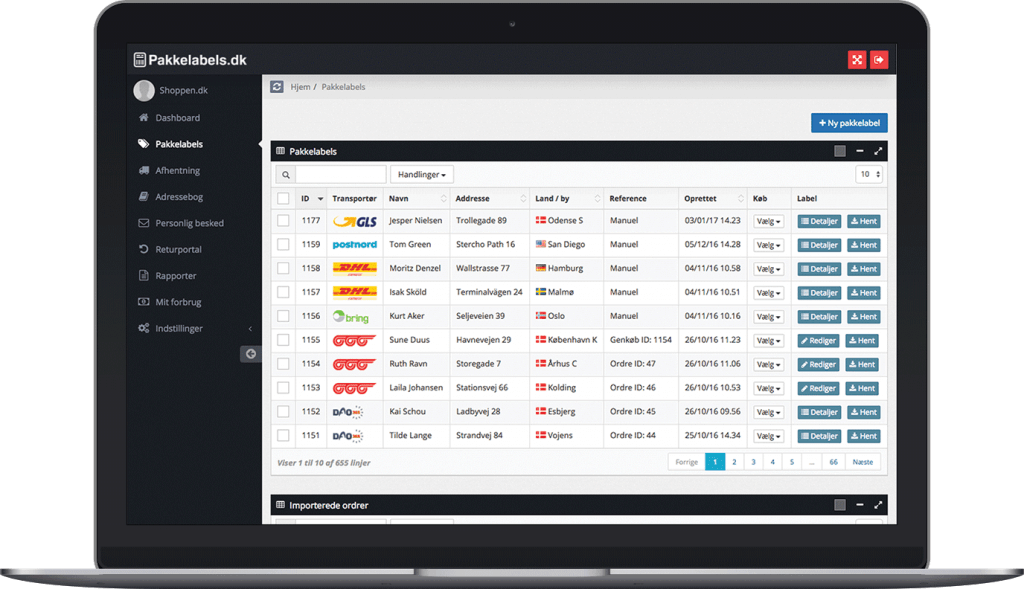 Pakkelabels.dk
Shoppen.dk
Dashboard
Pakkelabels
Afhentning
Adressebog
Personlig besked
Returportal
Rapporter
Mit forbrug
Indstillinger
Hjem / Pakkelabels
+ Ny pakkelabel
Pakkelabels
Handlinger 10
ID Transportør Navn Addresse Land / by Reference Oprettet Køb Label
1177 GLS Jesper Nielsen Trollegade 89 Odense S Manuel 03/01/17 14.23 Vælg Detaljer Hent
1159 postnord Tom Green Stercho Path 16 San Diego Manuel 05/12/16 14.28 Vælg Detaljer Hent
1158 DHL Moritz Denzel Wallstrasse 77 Hamburg Manuel 04/11/16 10.58 Vælg Detaljer Hent
1157 DHL Isak Sköld Terminalvägen 24 Malmø Manuel 04/11/16 10.51 Vælg Detaljer Hent
1156 bring Kurt Aker Seljeveien 39 Oslo Manuel 04/11/16 10.16 Vælg Detaljer Hent
1155 Sune Duus Havnevejen 29 København K Genkøb ID: 1154 26/10/16 11.23 Vælg Rediger Hent
1154 Ruth Ravn Storegade 7 Århus C Ordre ID: 47 26/10/16 11.06 Vælg Rediger Hent
1153 Laila Johansen Stationsvej 66 Kolding Ordre ID: 46 26/10/16 10.53 Vælg Rediger Hent
1152 DAO Kai Schou Ladbyvej 28 Esbjerg Ordre ID: 45 26/10/16 09.56 Vælg Detaljer Hent
1151 DAO Tilde Lange Strandvej 84 Vojens Ordre ID: 44 25/10/16 14.34 Vælg Detaljer Hent
Viser 1 til 10 af 655 linjer
Forrige 1 2 3 4 5 ... 66 Næste
Importerede ordrer